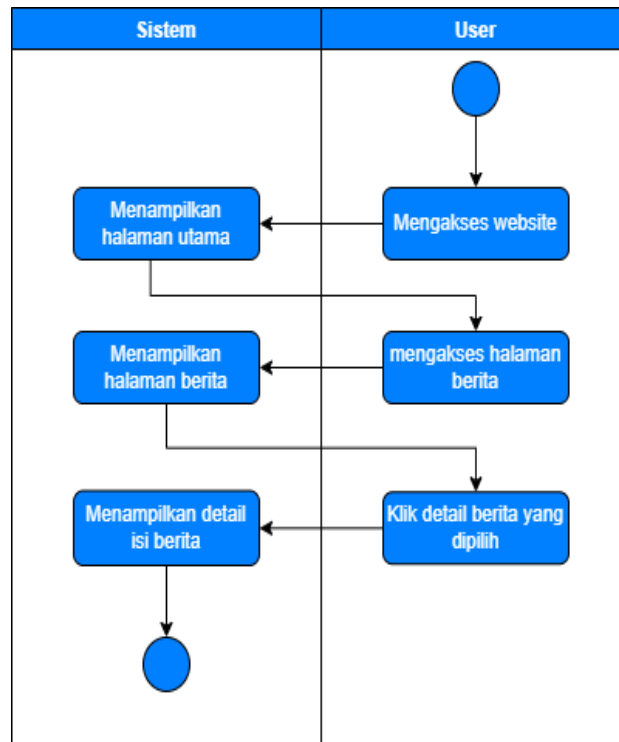 Sistem
User
Mengakses website
Menampilkan
halaman utama
mengakses halaman
berita
Menampilkan
halaman berita
Klik detail berita yang
dipilih
Menampilkan detail
isi berita